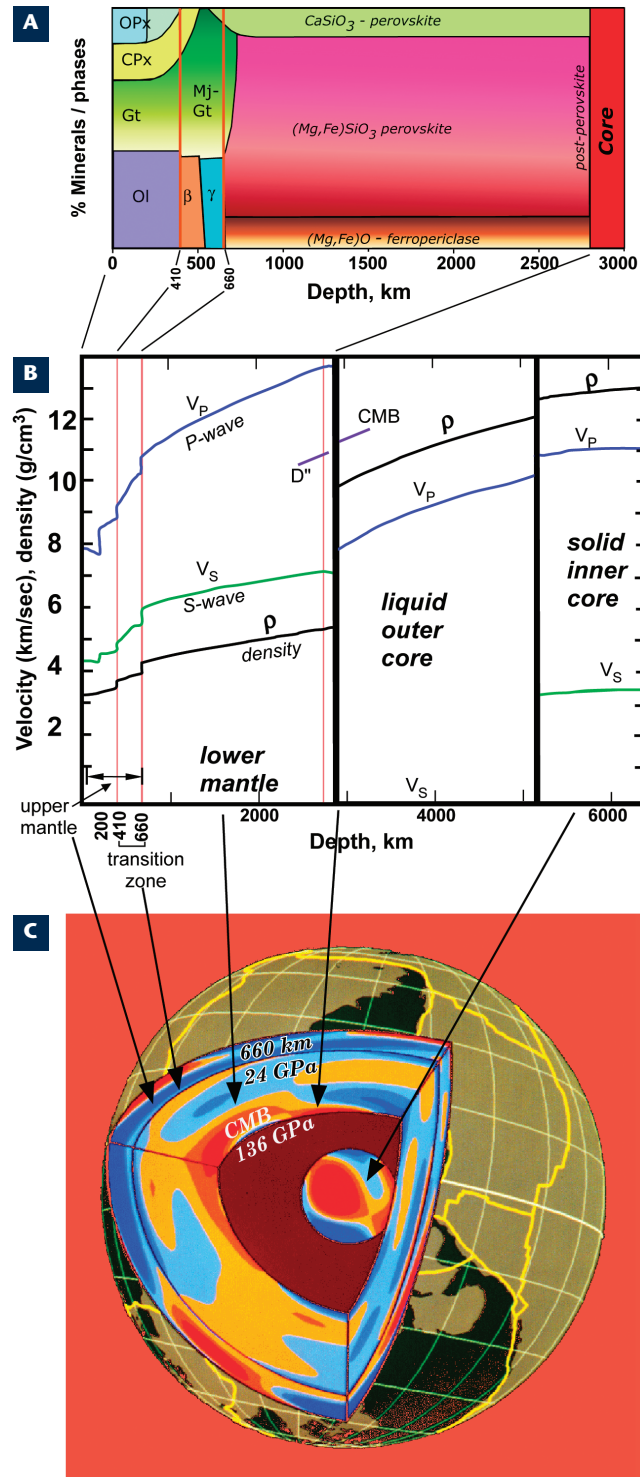 A
OPx
CPx
Gt
Mj-
Gt
Ol
β
γ
CaSiO3 - perovskite
(Mg,Fe)SiO3 perovskite
(Mg,Fe)O - ferropericlase
post-perovskite
Core
% Minerals / phases
0
410
500
660
1000
1500
2000
2500
3000
Depth, km
B
Velocity (km/sec), density (g/cm3)
12
10
8
6
4
2
VP
P-wave
VS
S-wave
ρ
density
D"
CMB
ρ
VP
liquid
outer
core
VS
ρ
VP
solid
inner
core
VS
lower
mantle
upper
mantle
200
410
660
transition
zone
2000
4000
6000
Depth, km
C
660 km
24 GPa
CMB
136 GPa